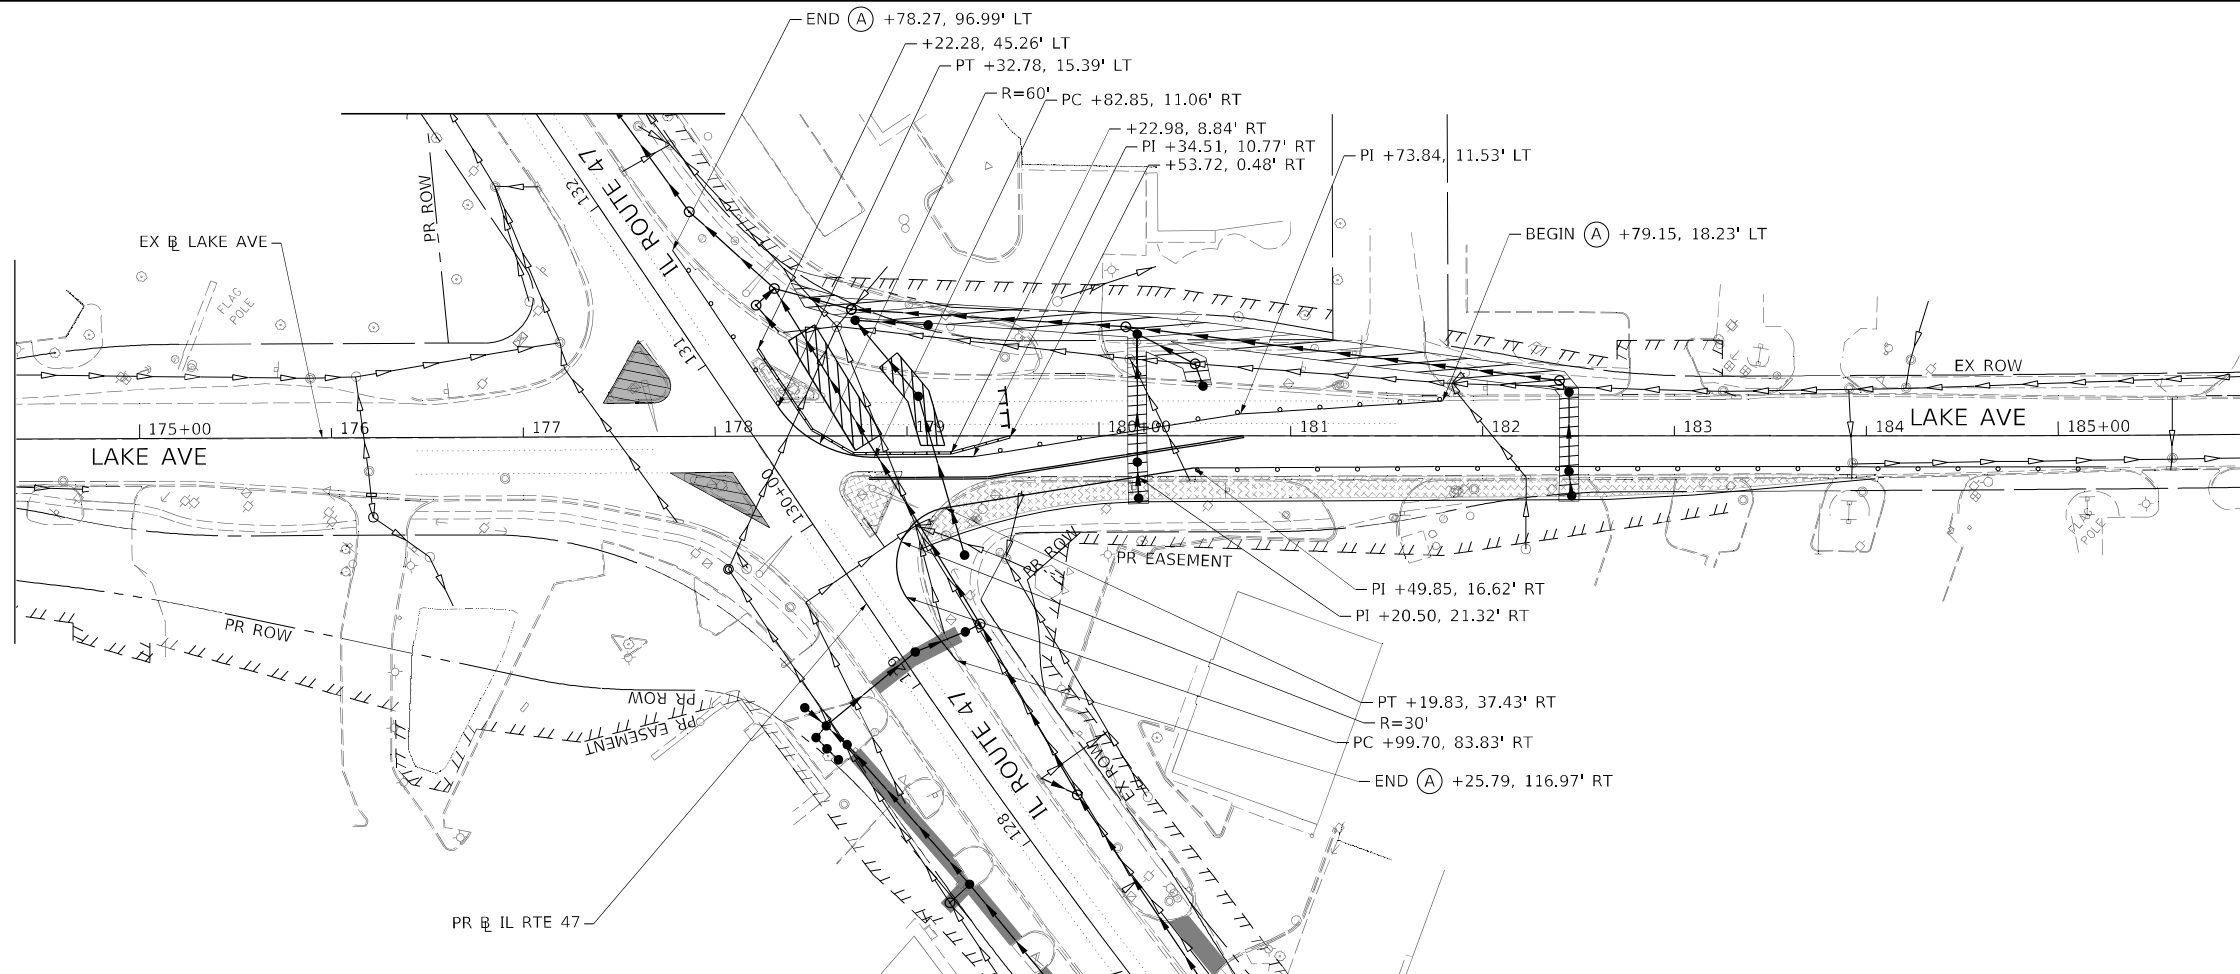 END Ⓐ +78.27, 96.99' LT
+22.28, 45.26' LT
PT +32.78, 15.39' LT
R=60'
PC +82.85, 11.06' RT
+22.98, 8.84' RT
PI +34.51, 10.77' RT
+53.72, 0.48' RT
PI +73.84, 11.53' LT
BEGIN Ⓐ +79.15, 18.23' LT
EX ROW
EX BL LAKE AVE
PR ROW
132
IL ROUTE 47
FLAG
POLE
131
175+00
176
177
178
179
180+00
181
182
183
184
185+00
LAKE AVE
LAKE AVE
130+00
FLAG
POLE
PR ROW
PR EASEMENT
PI +49.85, 16.62' RT
PI +20.50, 21.32' RT
PR ROW
129
PR ROW
PR EASEMENT
IL ROUTE 47
EX ROW
128
PT +19.83, 37.43' RT
R=30'
PC +99.70, 83.83' RT
END Ⓐ +25.79, 116.97' RT
PR BL IL RTE 47